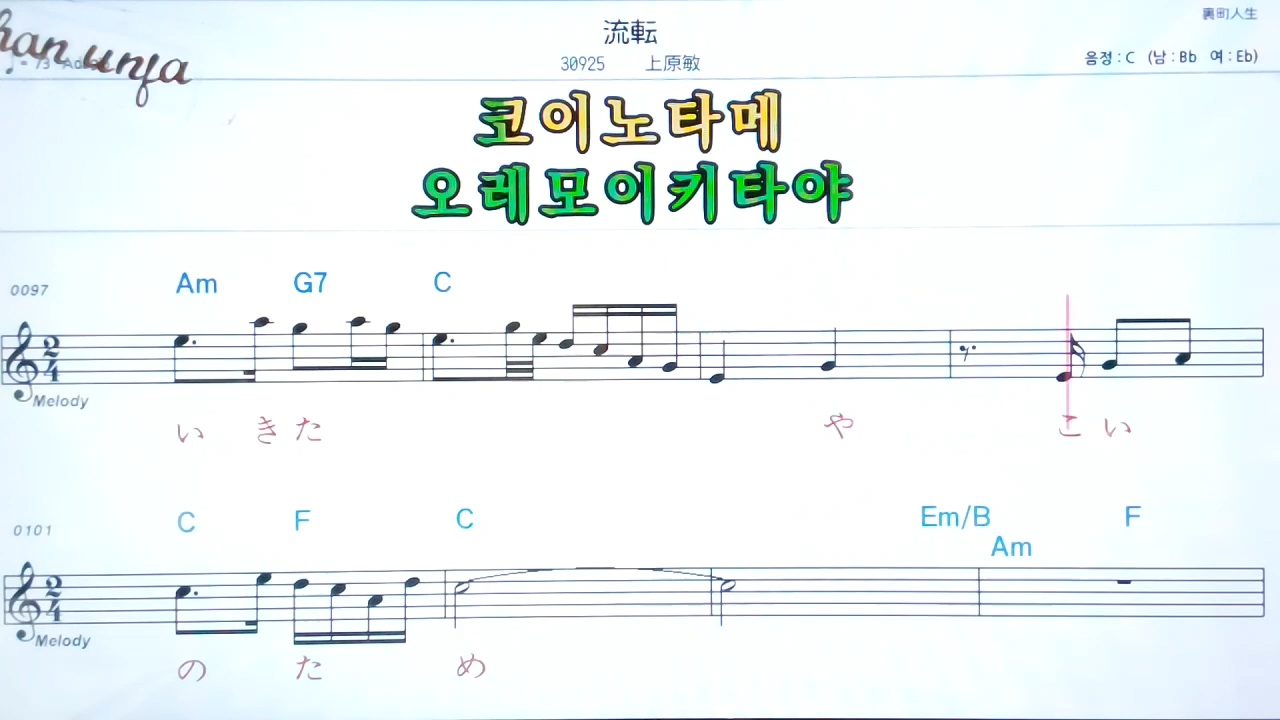 裏町人生
流転
han unja
30925 上原敏
음정 : C (남 : Bb 여 : Eb)
코이노타메
오레모이키타야
Am G7 C
0097
Melody
い きた や こ い
C F C Em/B Am F
0101
Melody
の た め